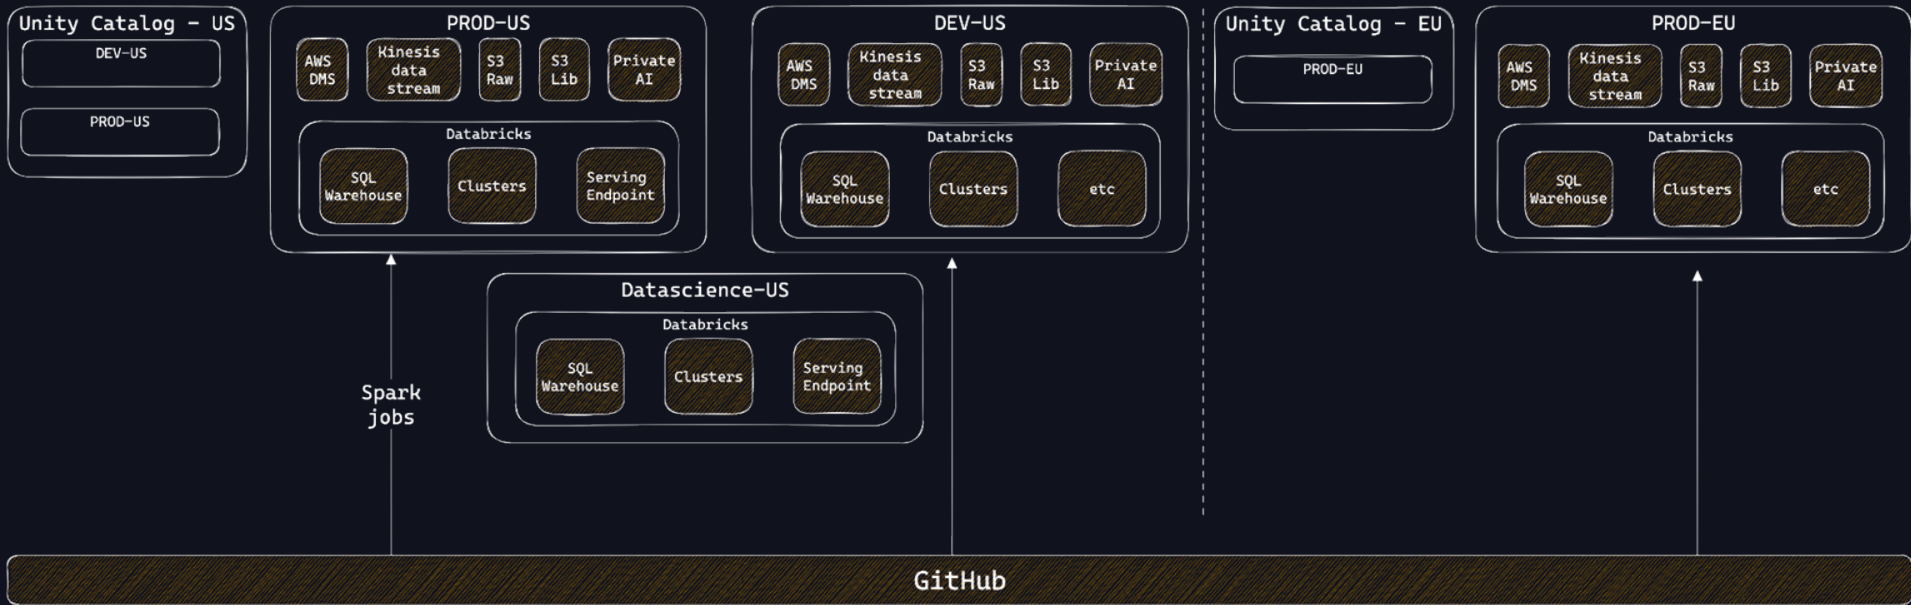 Unity Catalog - US
DEV-US
PROD-US
PROD-US
AWS
DMS
Kinesis
data
stream
S3
Raw
S3
Lib
Private
AI
Databricks
SQL
Warehouse
Clusters
Serving
Endpoint
DEV-US
AWS
DMS
Kinesis
data
stream
S3
Raw
S3
Lib
Private
AI
Databricks
SQL
Warehouse
Clusters
etc
Unity Catalog - EU
PROD-EU
PROD-EU
AWS
DMS
Kinesis
data
stream
S3
Raw
S3
Lib
Private
AI
Databricks
SQL
Warehouse
Clusters
etc
Datascience-US
Databricks
SQL
Warehouse
Clusters
Serving
Endpoint
Spark
jobs
GitHub